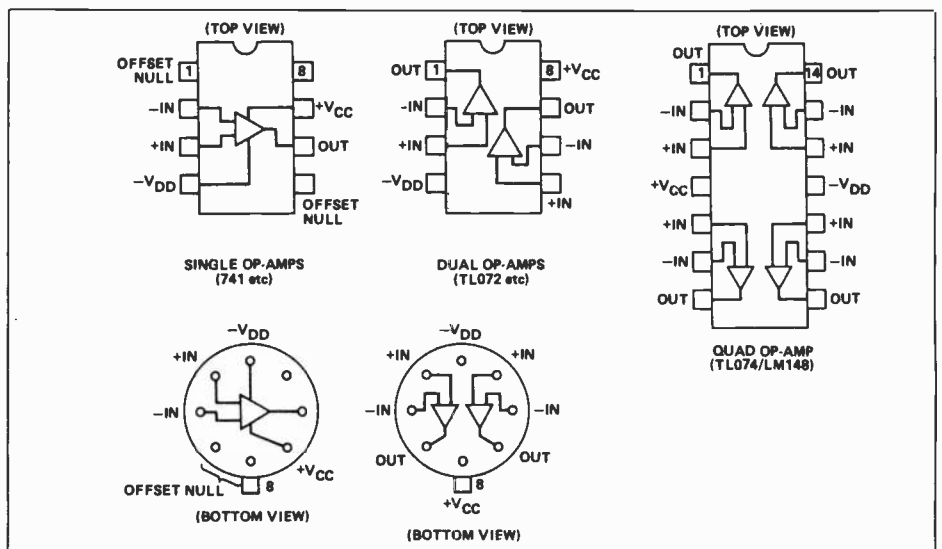 (TOP VIEW)
OFFSET
NULL
1
8
-IN
+VCC
+IN
OUT
-VDD
OFFSET
NULL
SINGLE OP-AMPS
(741 etc)
(TOP VIEW)
OUT
1
8
+VCC
-IN
OUT
+IN
-IN
-VDD
+IN
DUAL OP-AMPS
(TL072 etc)
(TOP VIEW)
OUT
1
14
OUT
-IN
-IN
+IN
+IN
+VCC
-VDD
+IN
+IN
-IN
-IN
OUT
OUT
QUAD OP-AMP
(TL074/LM148)
-VDD
+IN
-IN
+VCC
OFFSET NULL
8
(BOTTOM VIEW)
-VDD
+IN
+IN
-IN
-IN
OUT
OUT
8
+VCC
(BOTTOM VIEW)